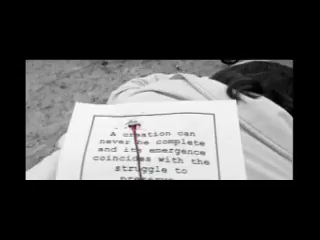 A creation can
never be complete
and its emergence
coincides with the
struggle to